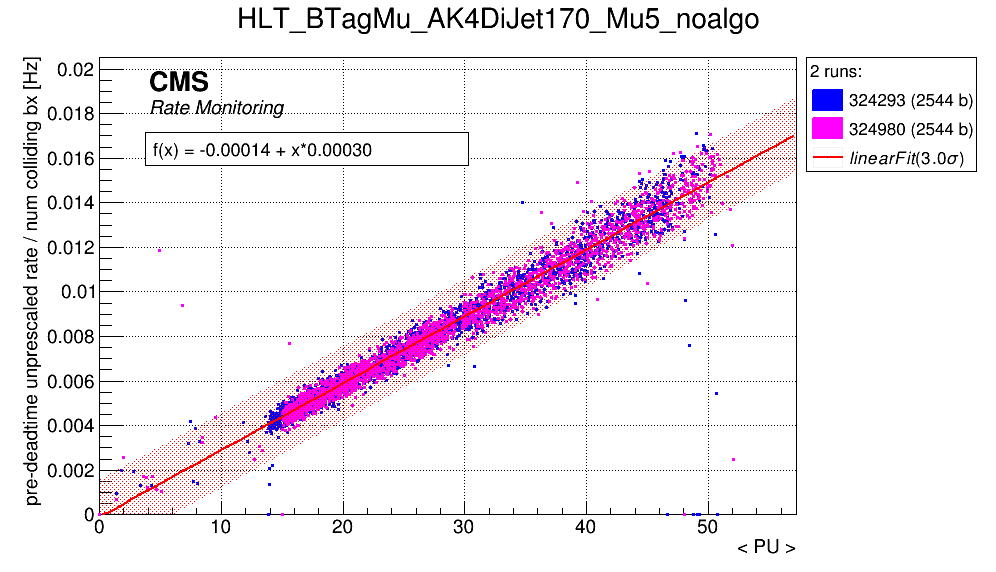 HLT_BTagMu_AK4DiJet170_Mu5_noalgo
pre-deadtime unprescaled rate / num colliding bx [Hz]
0.02
0.018
0.016
0.014
0.012
0.01
0.008
0.006
0.004
0.002
0
CMS
Rate Monitoring
f(x) = -0.00014 + x*0.00030
0 10 20 30 40 50
< PU >
2 runs:
324293 (2544 b)
324980 (2544 b)
linearFit(3.0σ)